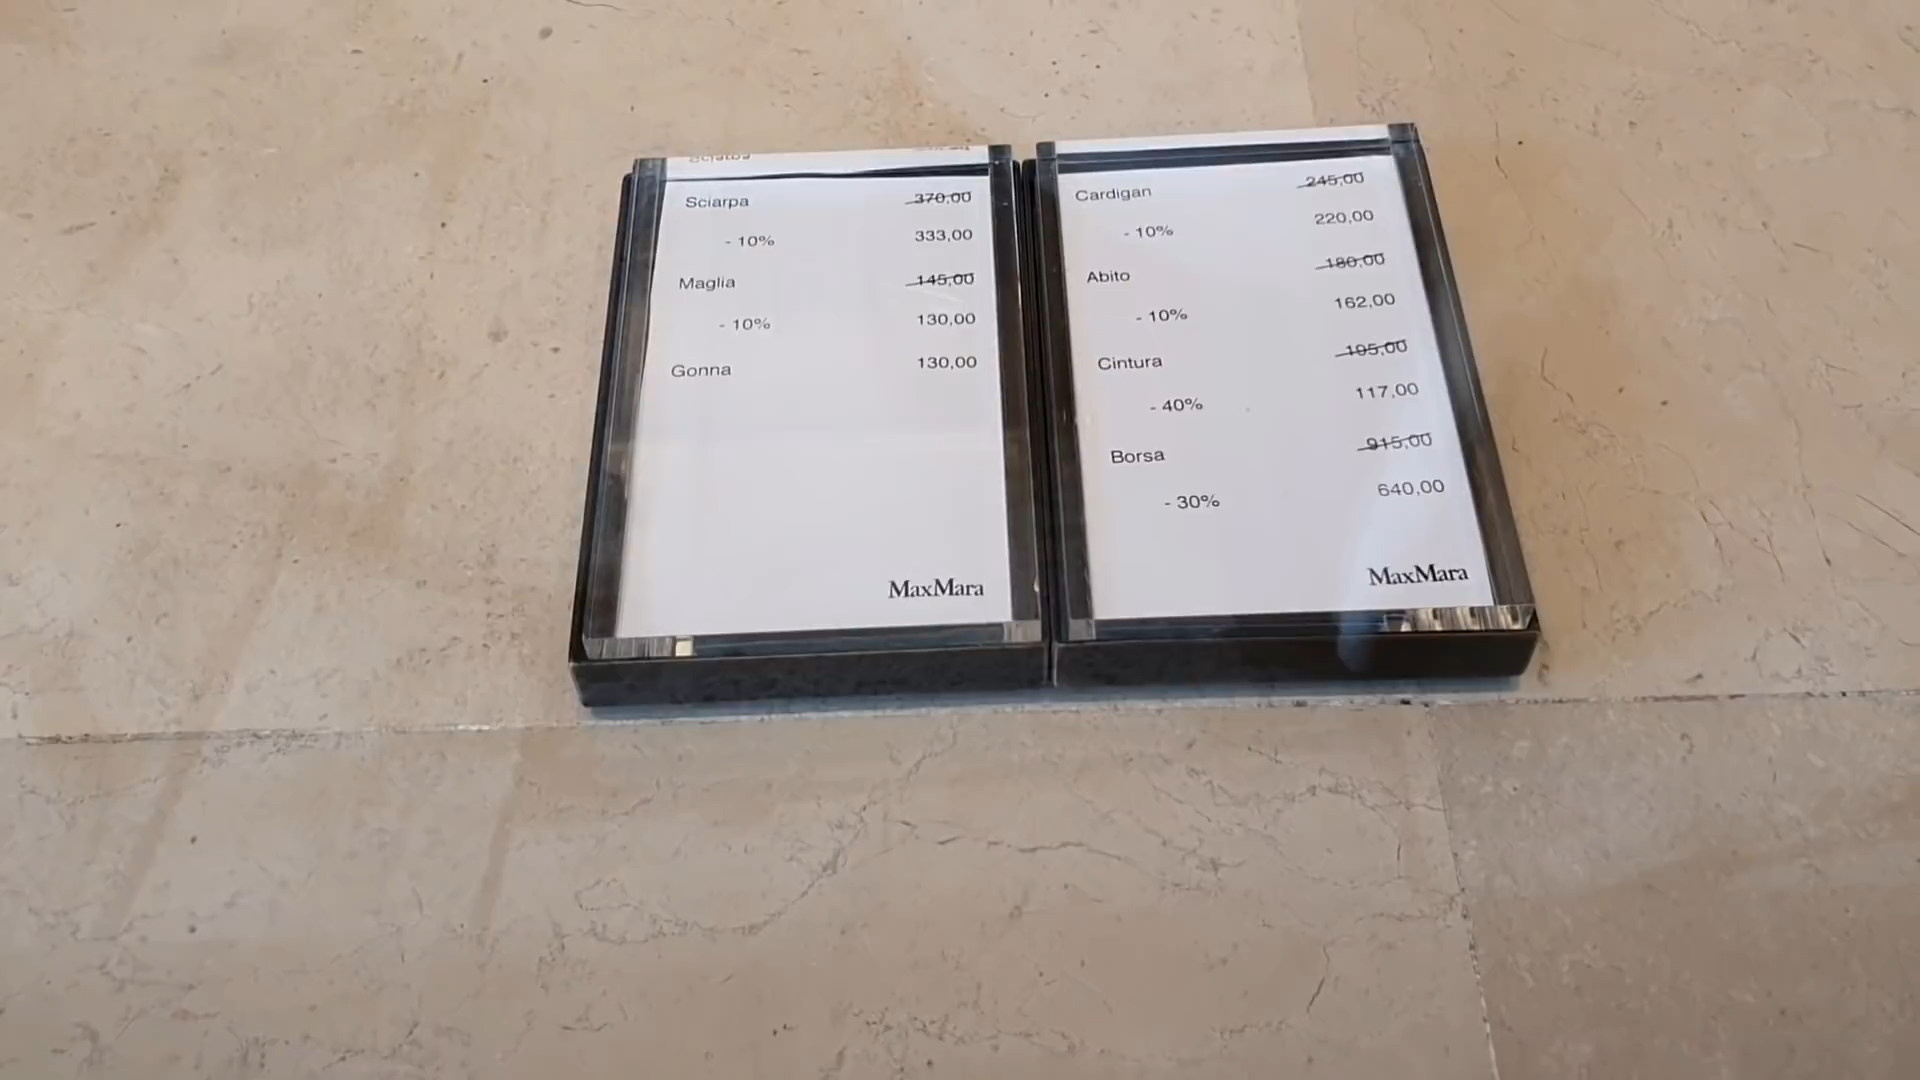 Sciarpa 370,00
- 10% 333,00
Maglia 145,00
- 10% 130,00
Gonna 130,00
MaxMara
Cardigan 245,00
- 10% 220,00
Abito 180,00
- 10% 162,00
Cintura 195,00
- 40% 117,00
Borsa 915,00
- 30% 640,00
MaxMara